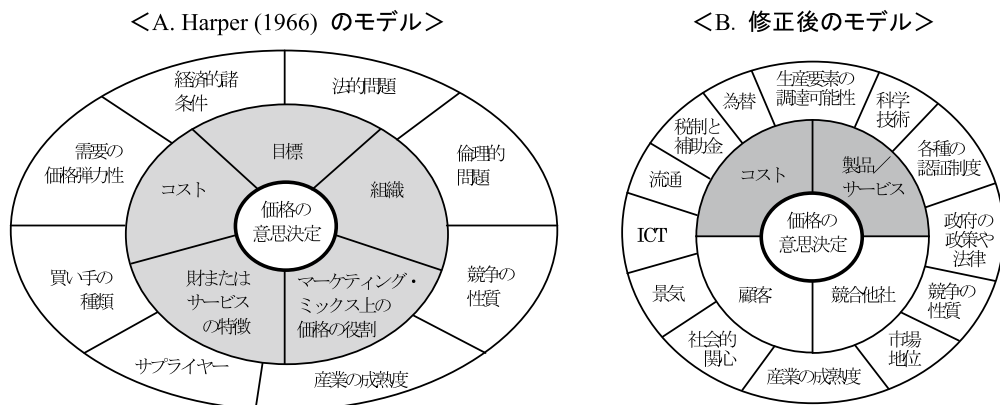 <A. Harper (1966) のモデル>
経済的諸
条件
法的問題
需要の
価格弾力性
倫理的
問題
目標
コスト
組織
価格の
意思決定
買い手の
種類
財または
サービス
の特徴
マーケティング・
ミックス上の
価格の役割
競争の
性質
サプライヤー
産業の成熟度
<B. 修正後のモデル>
生産要素の
調達可能性
為替
科学
技術
税制と
補助金
各種の
認証制度
流通
コスト
製品/
サービス
ICT
価格の
意思決定
政府の
政策や
法律
景気
顧客
競合他社
競争の
性質
社会的
関心
市場
地位
産業の成熟度